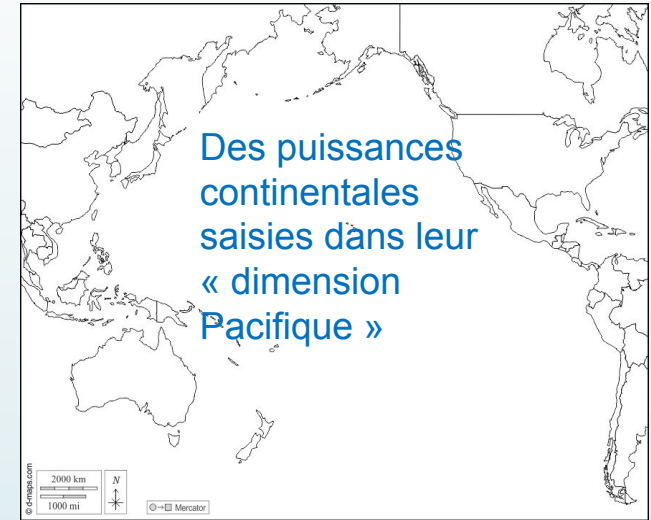 Des puissances
continentales
saisies dans leur
« dimension
Pacifique »
© d-maps.com
2000 km
1000 mi
N
Mercator